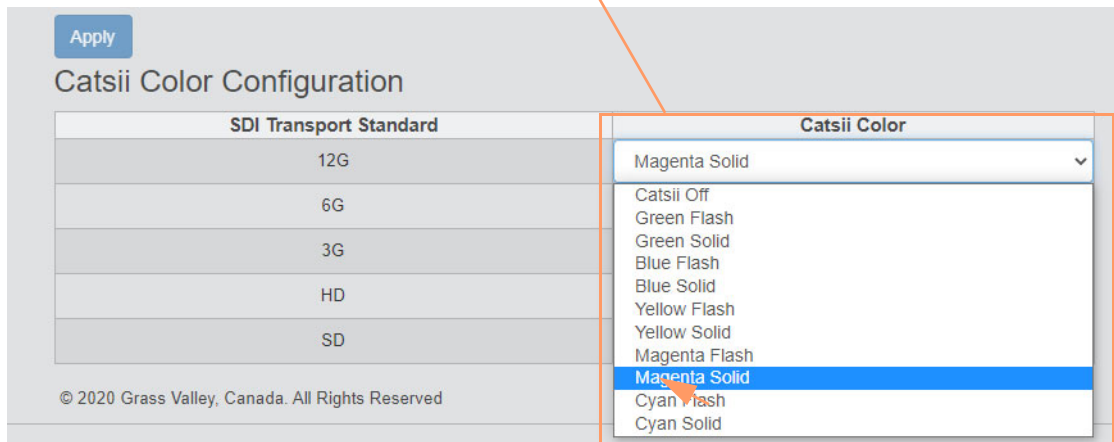 Apply
Catsii Color Configuration
SDI Transport Standard Catsii Color
12G Magenta Solid
6G
3G
HD
SD
Catsii Off
Green Flash
Green Solid
Blue Flash
Blue Solid
Yellow Flash
Yellow Solid
Magenta Flash
Magenta Solid
Cyan Flash
Cyan Solid
© 2020 Grass Valley, Canada. All Rights Reserved